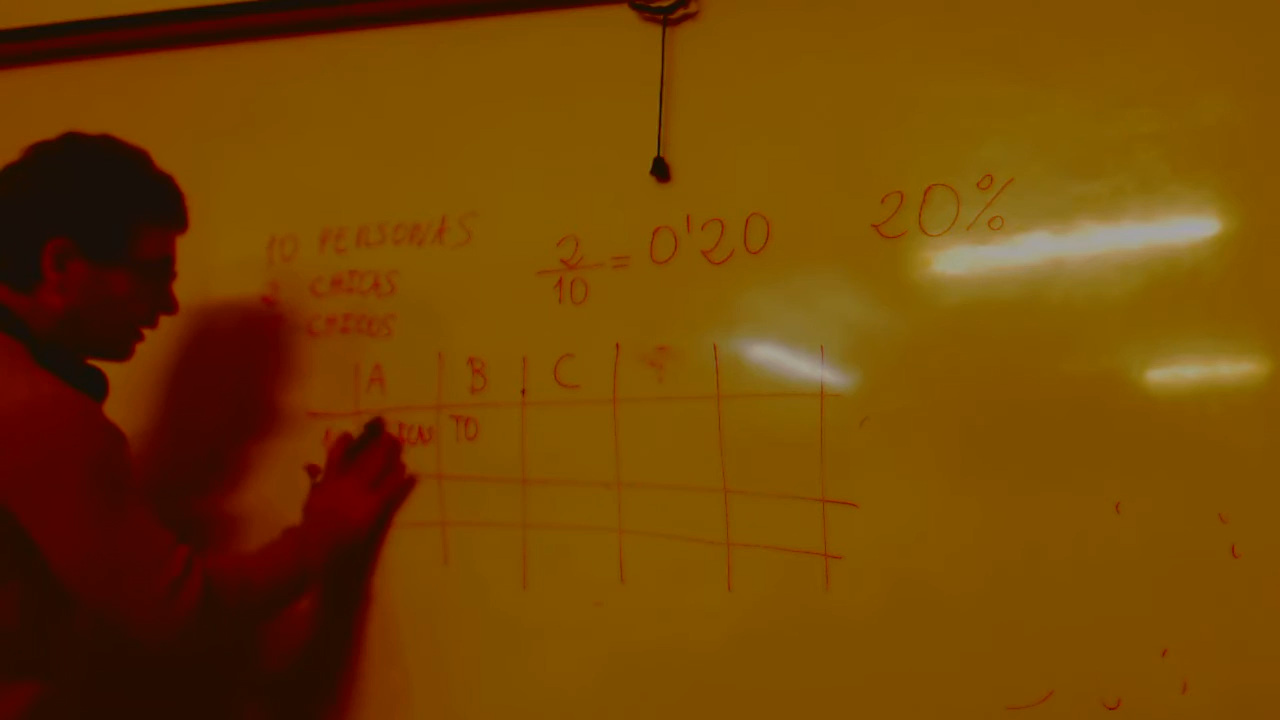 10 PERSONAS
CHICAS
CHICOS
2/10 = 0'20
20%
A B C
TO